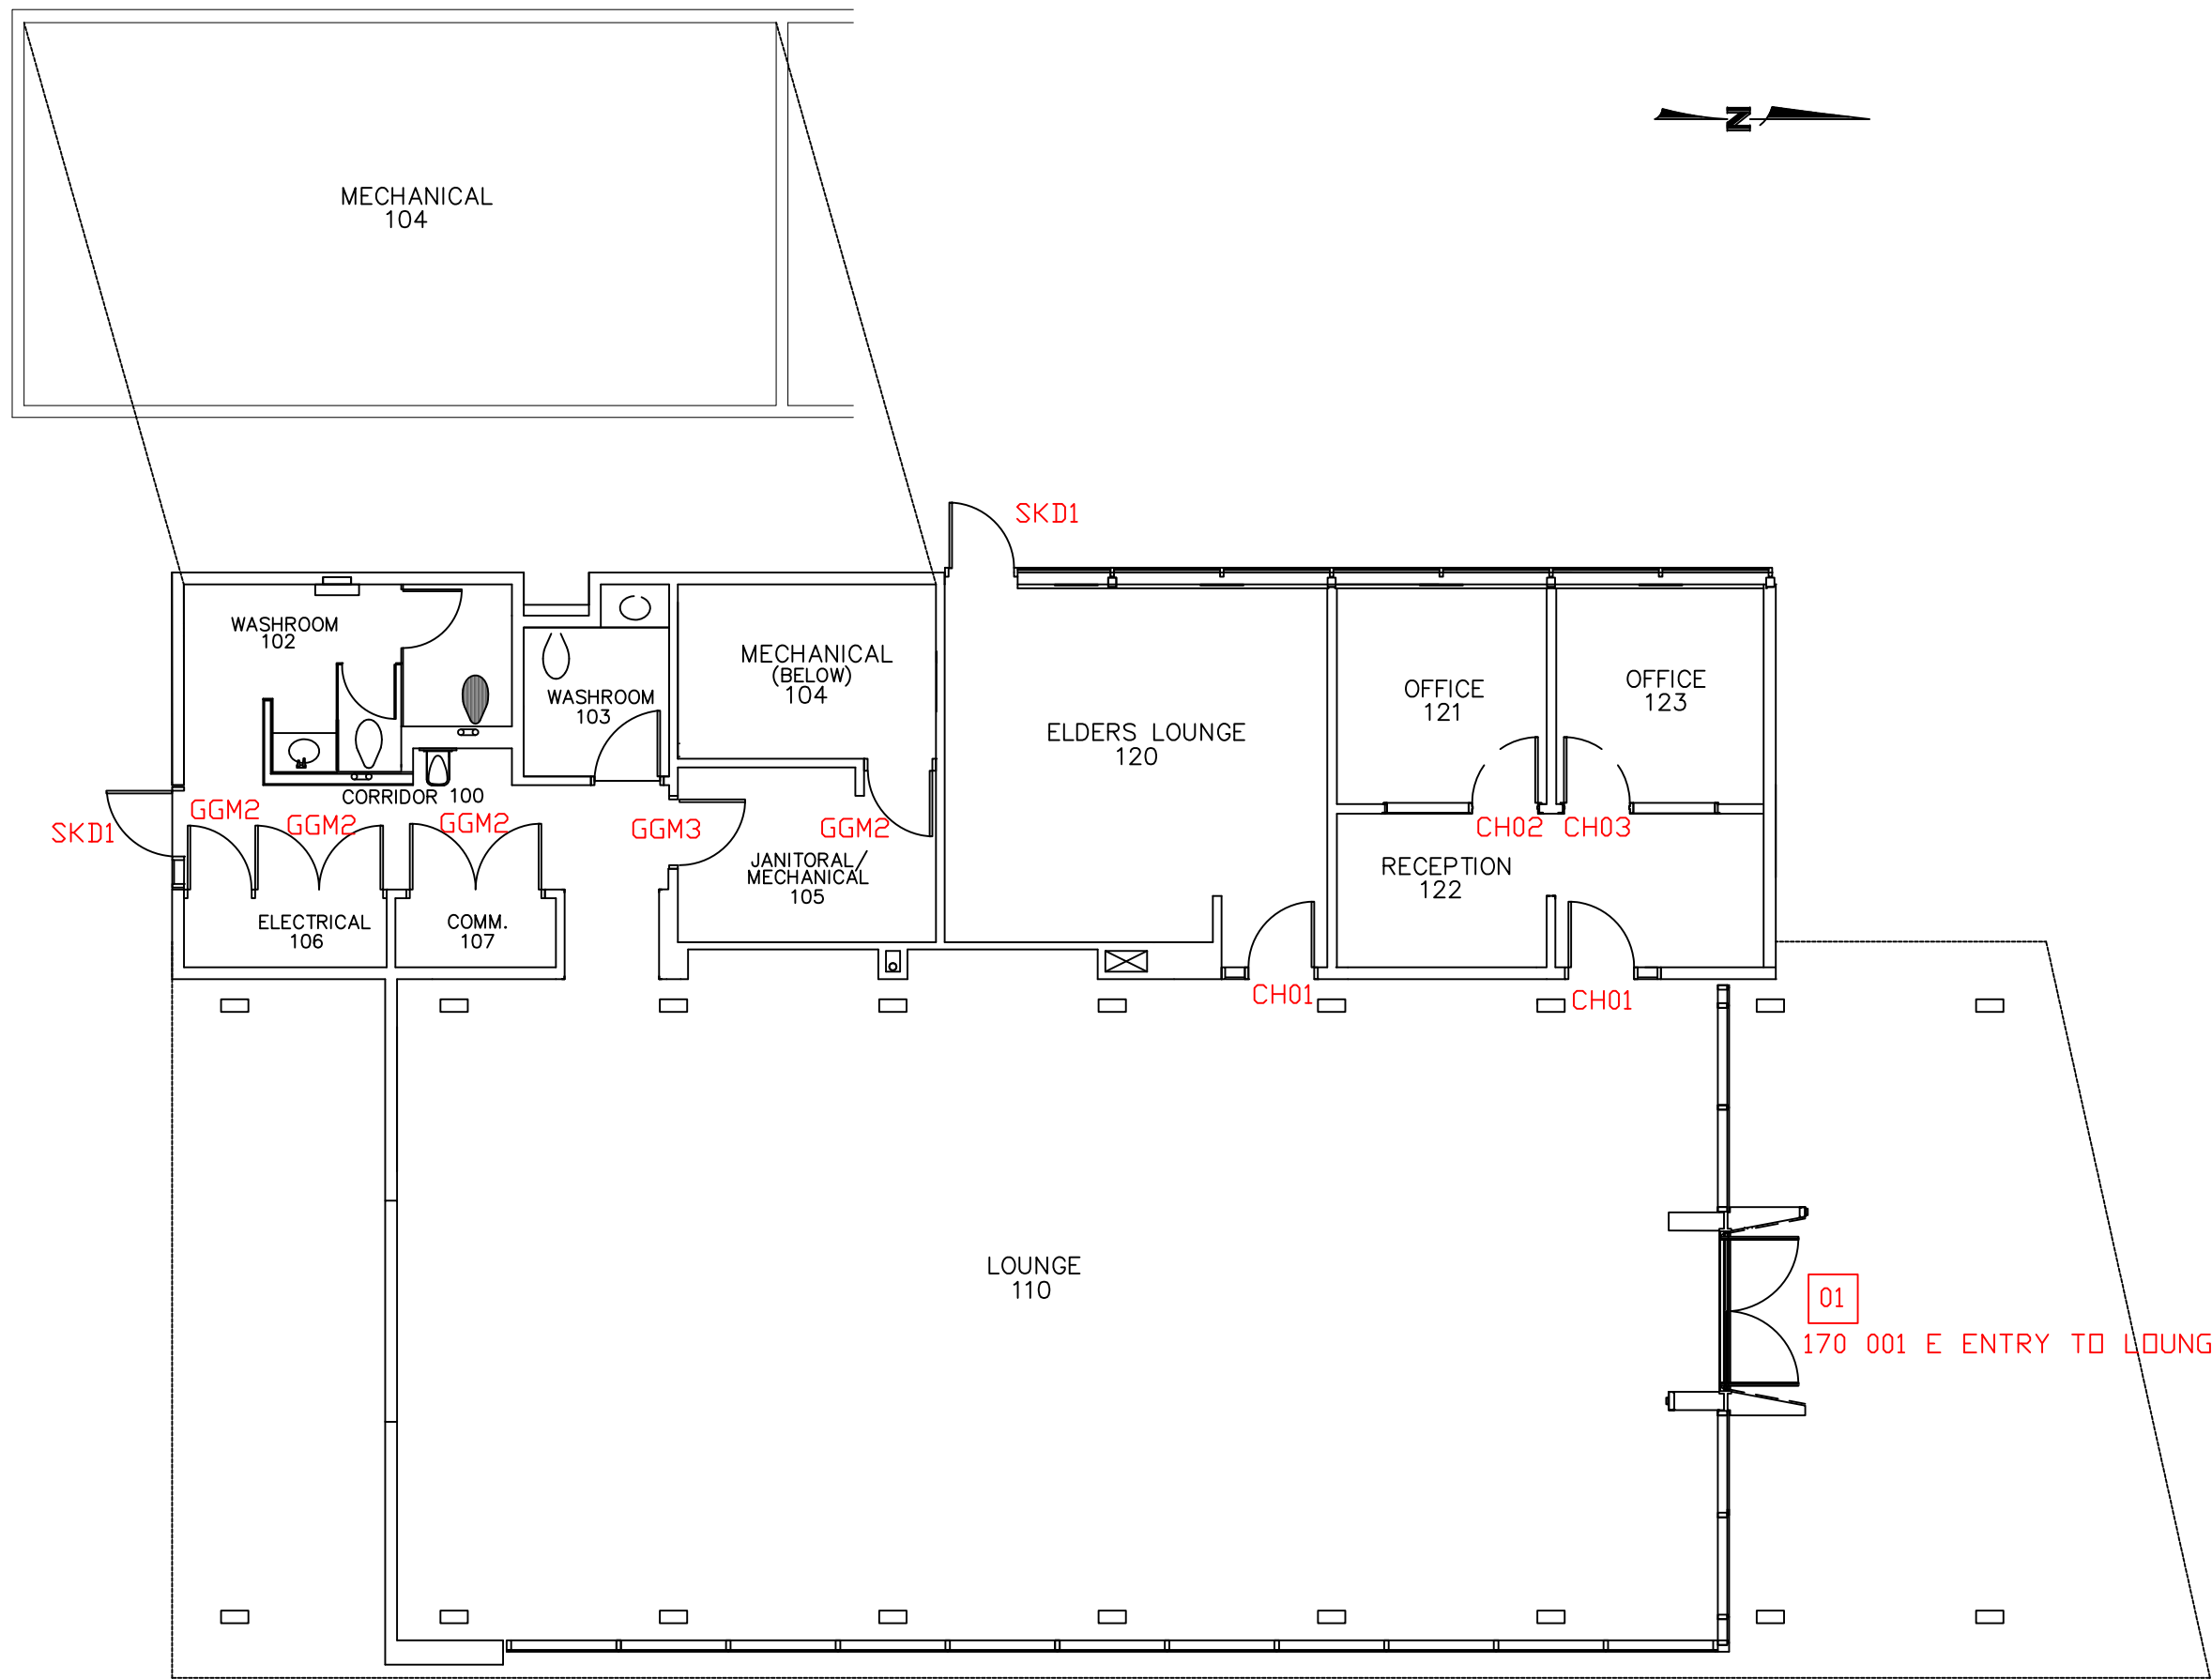 MECHANICAL
104
N
SKD1
WASHROOM
102
WASHROOM
103
MECHANICAL
(BELOW)
104
ELDERS LOUNGE
120
OFFICE
121
OFFICE
123
CORRIDOR 100
SKD1
GGM2
GGM2
GGM2
GGM3
GGM2
CH02
CH03
JANITORAL/
MECHANICAL
105
RECEPTION
122
ELECTRICAL
106
COMM.
107
CH01
CH01
LOUNGE
110
01
170 001 E ENTRY TO LOUNG